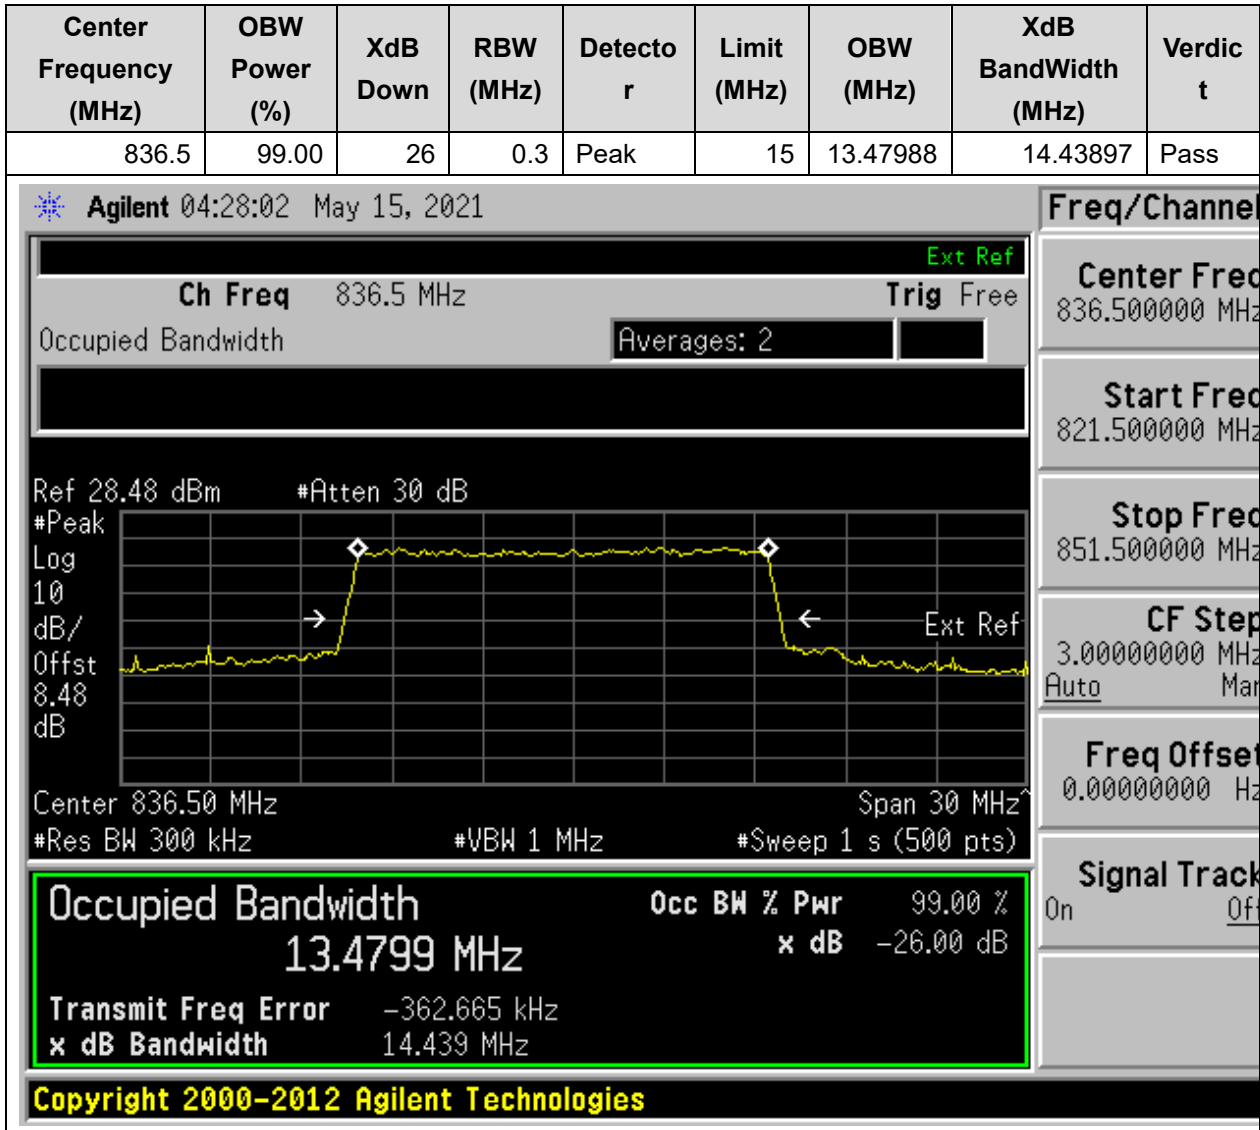 Center Frequency (MHz) OBW Power (%) XdB Down RBW (MHz) Detecto r Limit (MHz) OBW (MHz) XdB BandWidth (MHz) Verdic t
836.5 99.00 26 0.3 Peak 15 13.47988 14.43897 Pass
Agilent 04:28:02 May 15, 2021
Freq/Channel
Ext Ref
Ch Freq 836.5 MHz Trig Free
Occupied Bandwidth Averages: 2
Center Freq
836.500000 MHz
Start Freq
821.500000 MHz
Stop Freq
851.500000 MHz
CF Step
3.00000000 MHz
Auto Man
Freq Offset
0.00000000 Hz
Signal Track
On Off
Ref 28.48 dBm #Atten 30 dB
#Peak
Log
10
dB/
Offst
8.48
dB
Ext Ref
Center 836.50 MHz Span 30 MHz^
#Res BW 300 kHz #VBW 1 MHz #Sweep 1 s (500 pts)
Occupied Bandwidth
13.4799 MHz
Occ BW % Pwr 99.00 %
x dB -26.00 dB
Transmit Freq Error -362.665 kHz
x dB Bandwidth 14.439 MHz
Copyright 2000-2012 Agilent Technologies